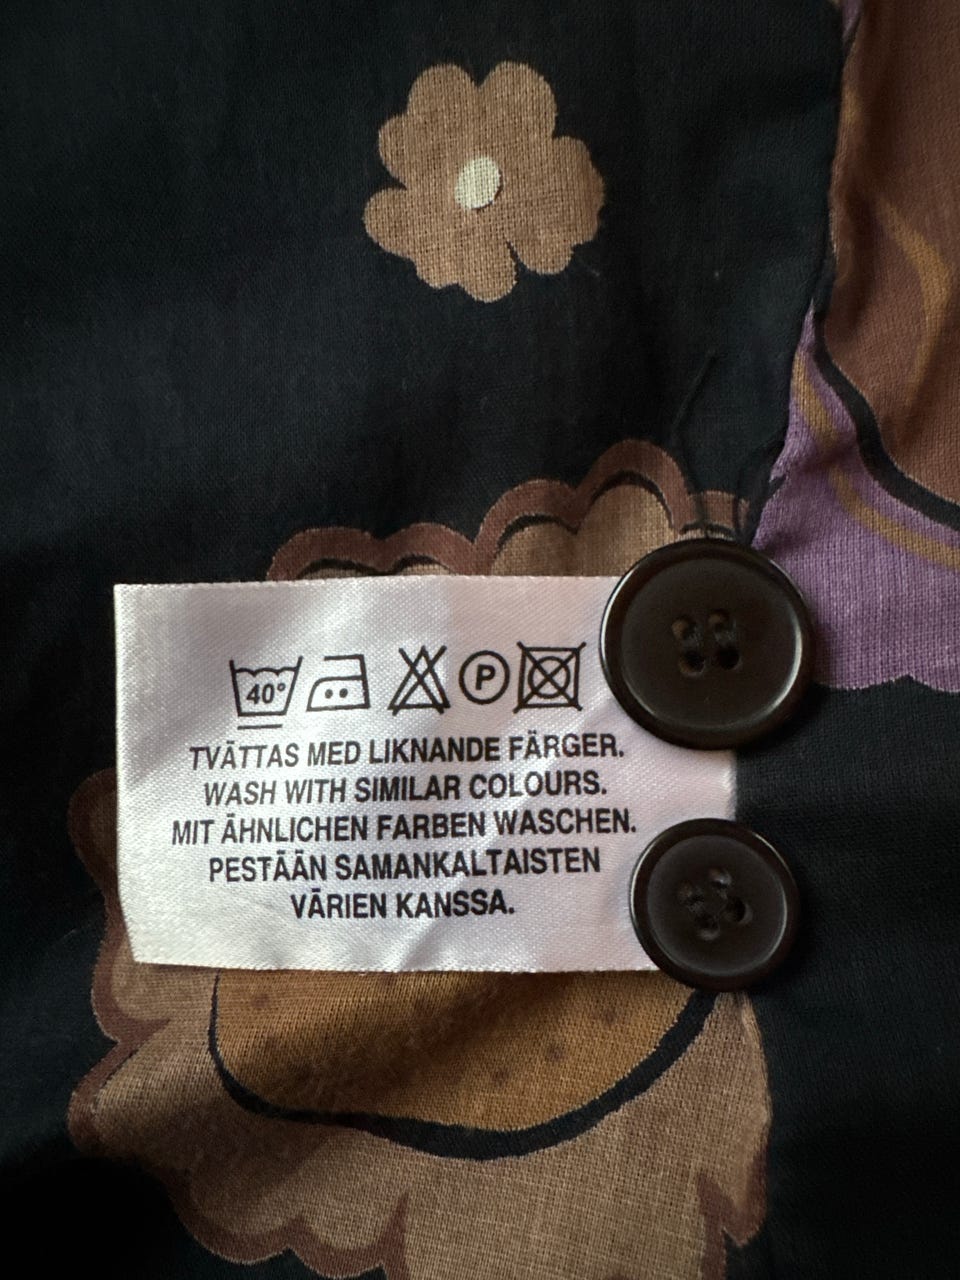 40°
P
TVÄTTAS MED LIKNANDE FÄRGER.
WASH WITH SIMILAR COLOURS.
MIT ÄHNLICHEN FARBEN WASCHEN.
PESTÄÄN SAMANKALTAISTEN
VÄRIEN KANSSA.